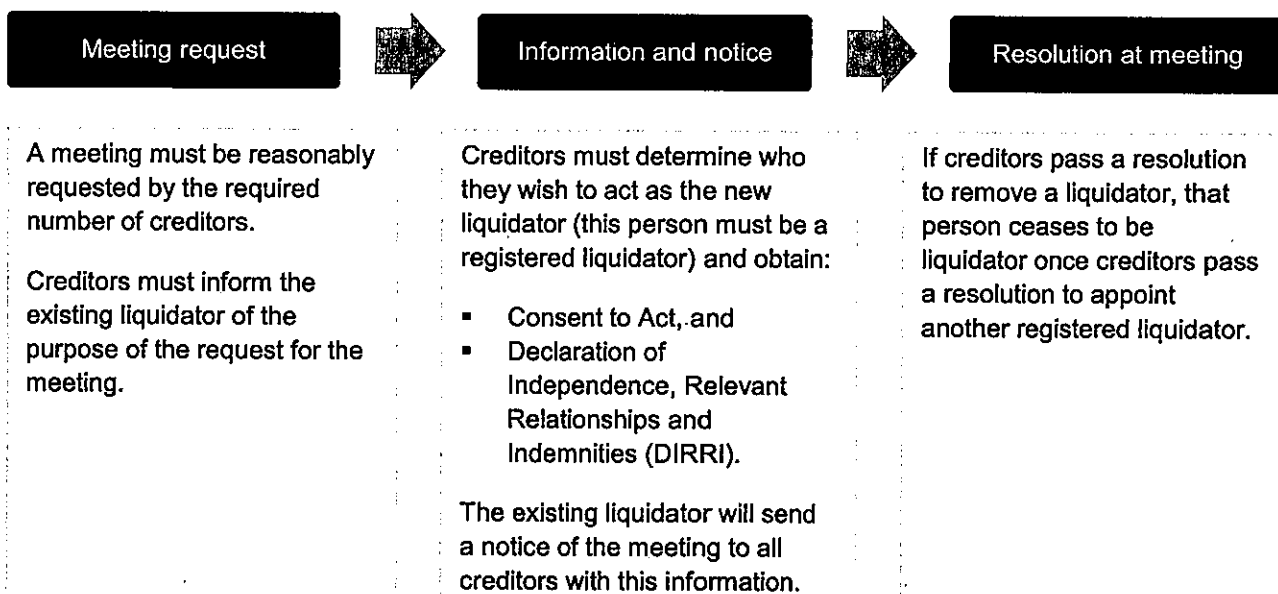 Meeting request
Information and notice
Resolution at meeting
A meeting must be reasonably
requested by the required
number of creditors.
Creditors must inform the
existing liquidator of the
purpose of the request for the
meeting.
Creditors must determine who
they wish to act as the new
liquidator (this person must be a
registered liquidator) and obtain:
▪ Consent to Act, and
▪ Declaration of
Independence, Relevant
Relationships and
Indemnities (DIRRI).
The existing liquidator will send
a notice of the meeting to all
creditors with this information.
If creditors pass a resolution
to remove a liquidator, that
person ceases to be
liquidator once creditors pass
a resolution to appoint
another registered liquidator.